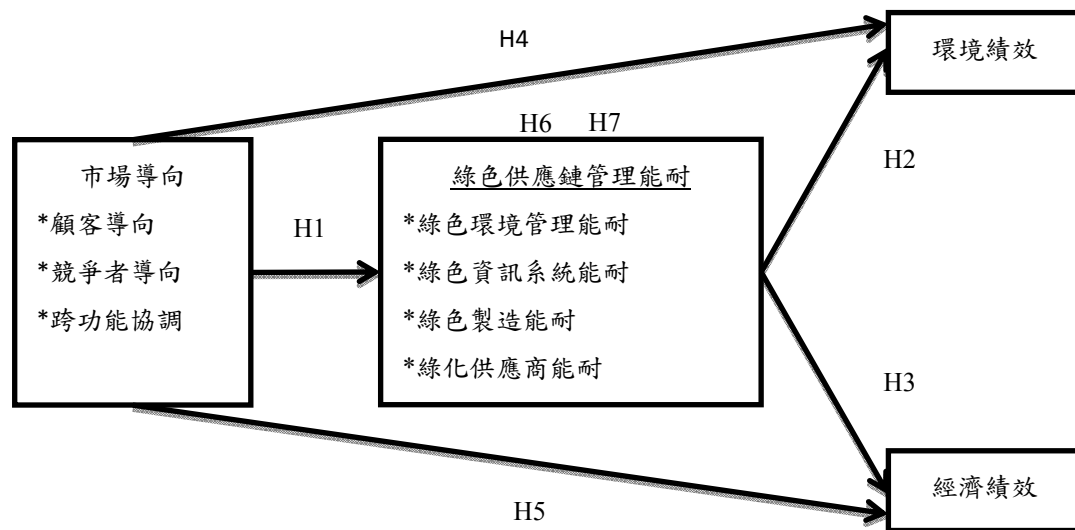 H4
環境績效
H6 H7
H2
市場導向
*顧客導向
*競爭者導向
*跨功能協調
H1
綠色供應鏈管理能耐
*綠色環境管理能耐
*綠色資訊系統能耐
*綠色製造能耐
*綠化供應商能耐
H3
經濟績效
H5